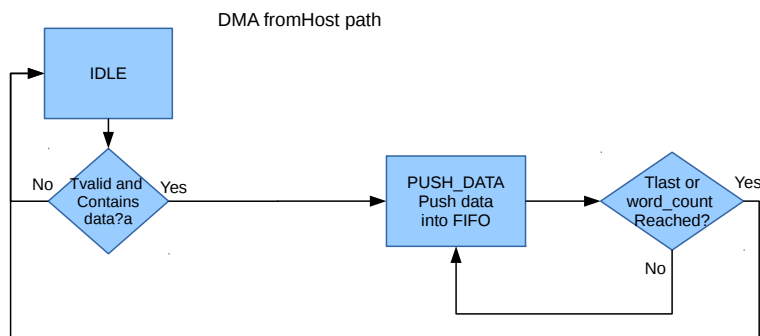 DMA fromHost path
IDLE
No
Tvalid and
Contains
data?a
Yes
PUSH_DATA
Push data
into FIFO
Tlast or
word_count
Reached?
Yes
No